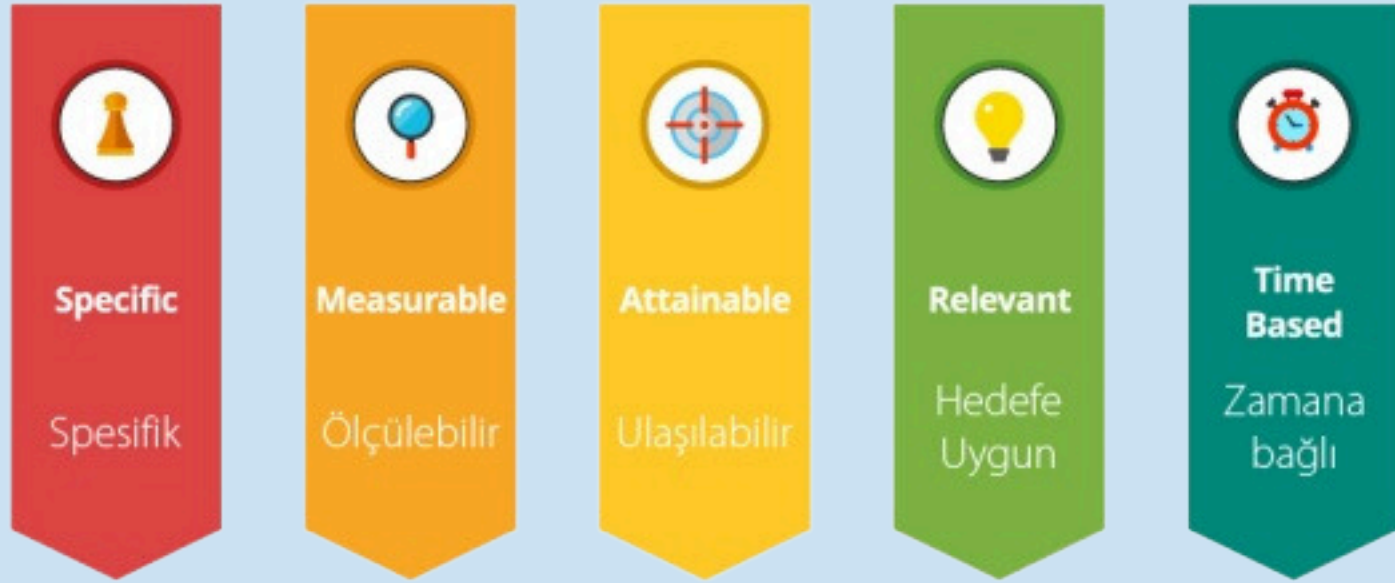 Specific
Spesifik
Measurable
Ölçülebilir
Attainable
Ulaşılabilir
Relevant
Hedefe
Uygun
Time
Based
Zamana
bağlı